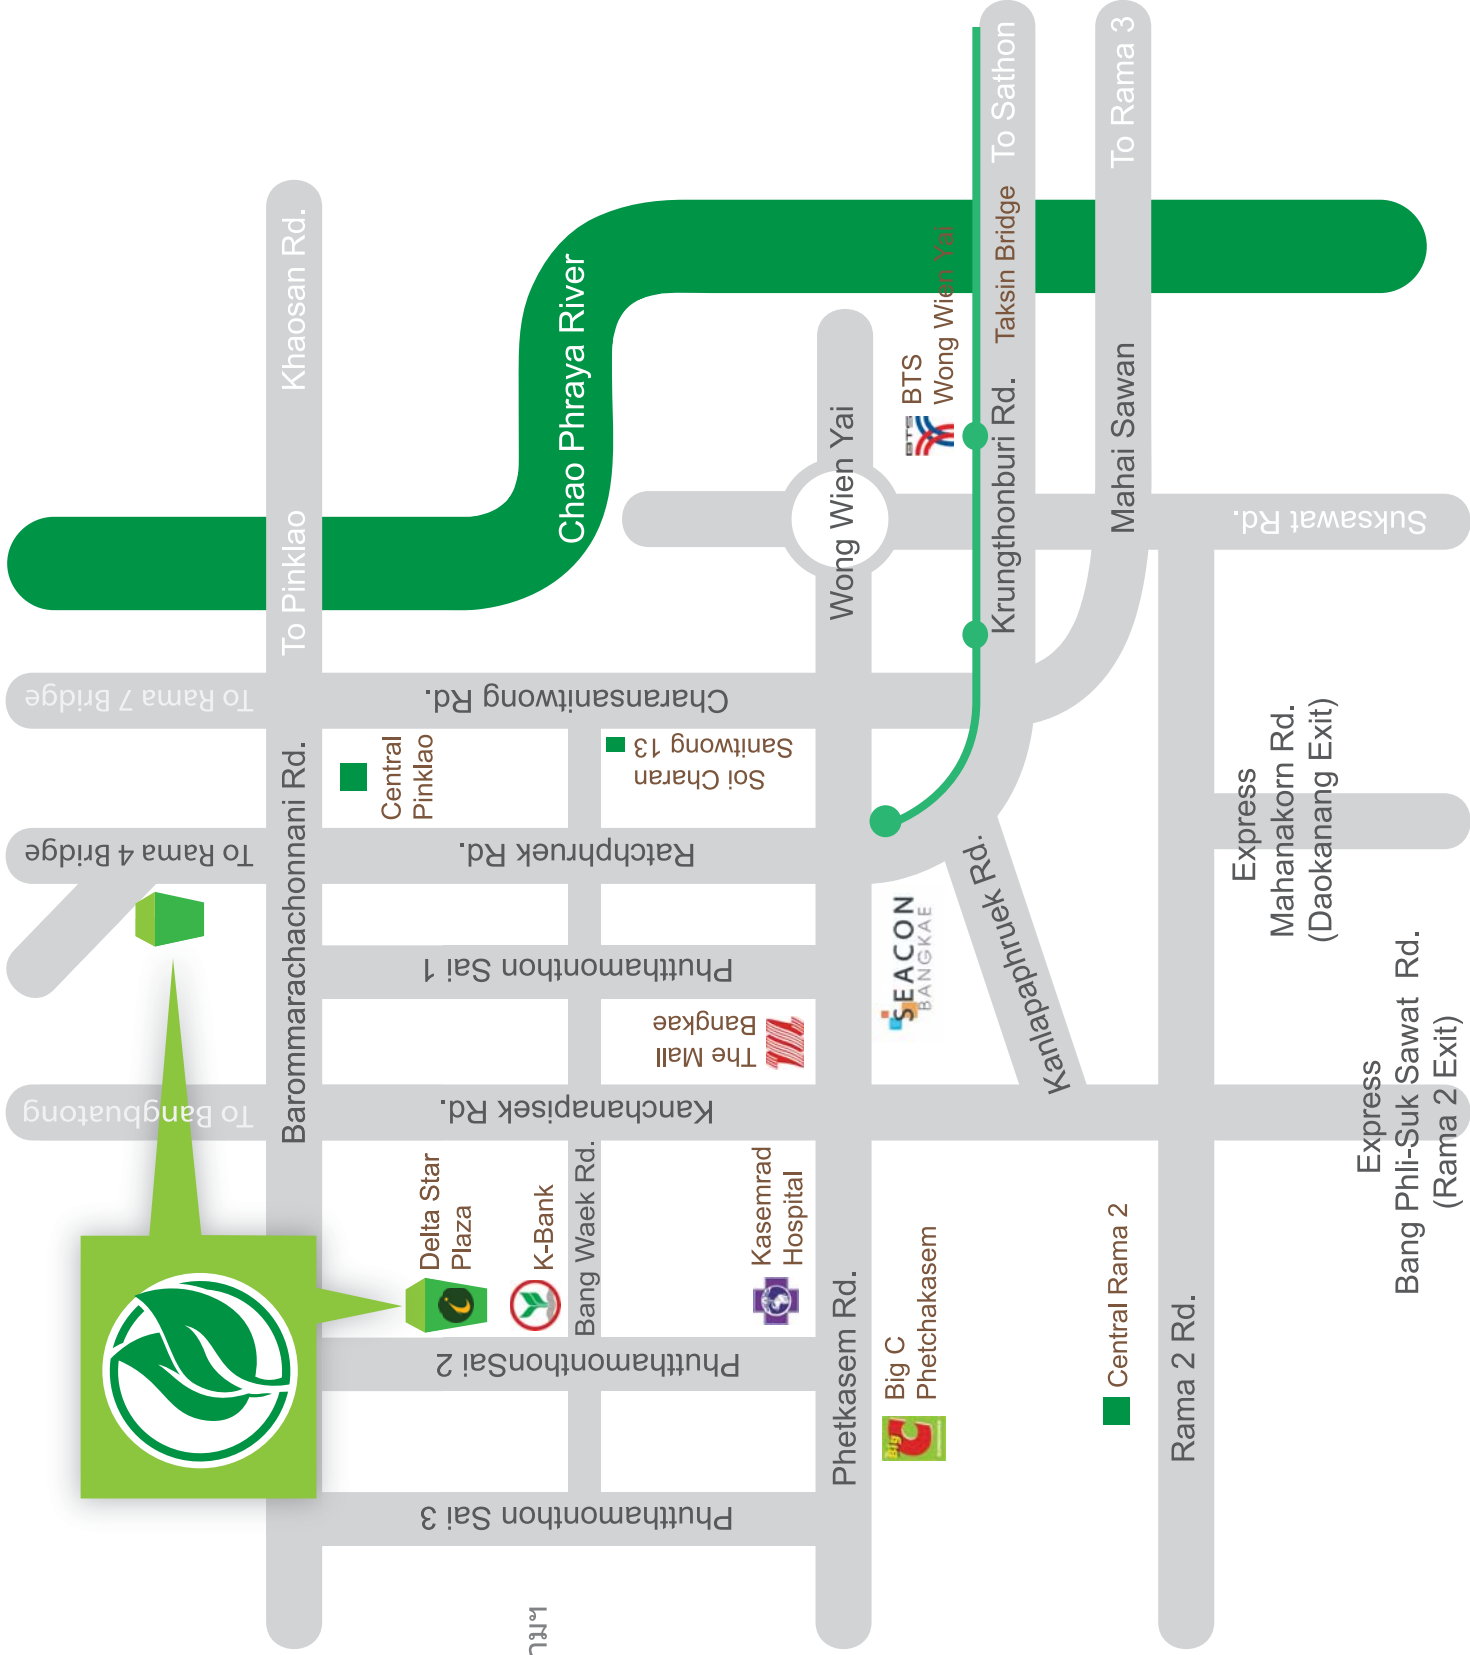 Khaosan Rd.
To Pinklao
Barommarachachonnani Rd.
To Rama 7 Bridge
Charansanitwong Rd.
To Rama 4 Bridge
Ratchphruek Rd.
To Bangbuatong
Kanchanapisek Rd.
Chao Phraya River
Central
Pinklao
Soi Charan
Sanitwong 13
Phutthamonthon Sai 1
The Mall
Bangkae
Delta Star
Plaza
K-Bank
Bang Waek Rd.
Kasemrad
Hospital
PhutthamonthonSai 2
Phutthamonthon Sai 3
Wong Wien Yai
Phetkasem Rd.
BTS
BTS
Wong Wien Yai
To Sathon
Taksin Bridge
Krungthonburi Rd.
To Rama 3
Mahai Sawan
Suksawat Rd.
SEACON
BANGKAE
Kanlapaphruek Rd.
Big C
Big C
Phetchakasem
Central Rama 2
Rama 2 Rd.
Express
Mahanakorn Rd.
(Daokanang Exit)
Express
Bang Phli-Suk Sawat Rd.
(Rama 2 Exit)